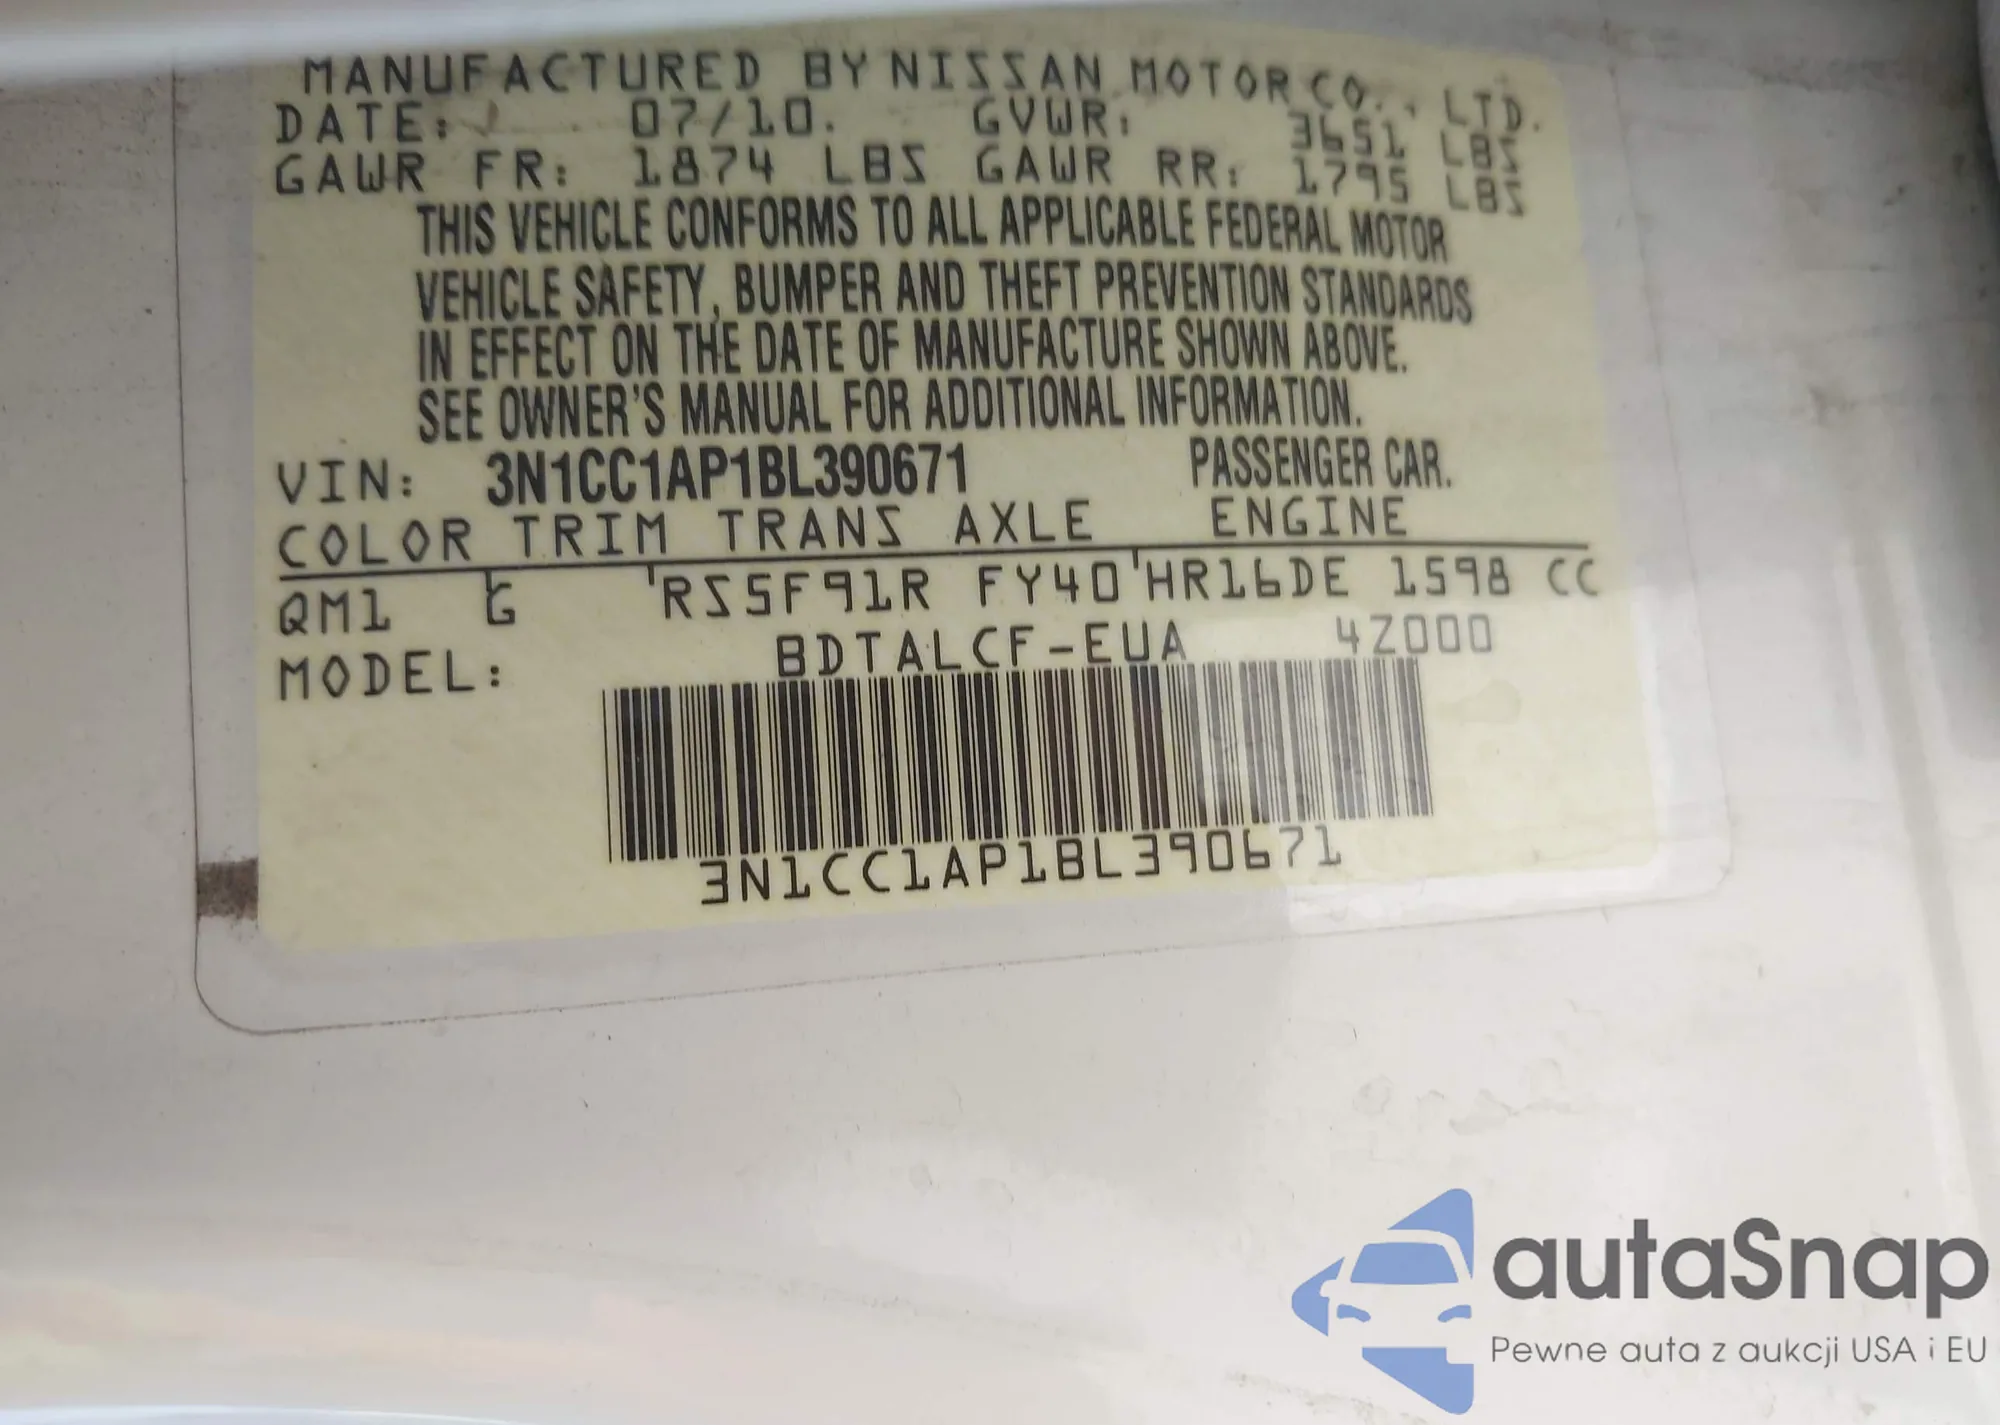 MANUFACTURED BY NISSAN MOTOR CO., LTD.
DATE: 07/10. GVWR: 3651 LBS
GAWR FR: 1874 LBS GAWR RR: 1795 LBS
THIS VEHICLE CONFORMS TO ALL APPLICABLE FEDERAL MOTOR
VEHICLE SAFETY, BUMPER AND THEFT PREVENTION STANDARDS
IN EFFECT ON THE DATE OF MANUFACTURE SHOWN ABOVE.
SEE OWNER'S MANUAL FOR ADDITIONAL INFORMATION.
VIN: 3N1CC1AP1BL390671 PASSENGER CAR.
COLOR TRIM TRANS AXLE ENGINE
QM1 G RS5F91R FY40 HR16DE 1598 CC
MODEL: BDTALCF-EUA 4Z000
3N1CC1AP1BL390671
autaSnap
Pewne auta z aukcji USA i EU